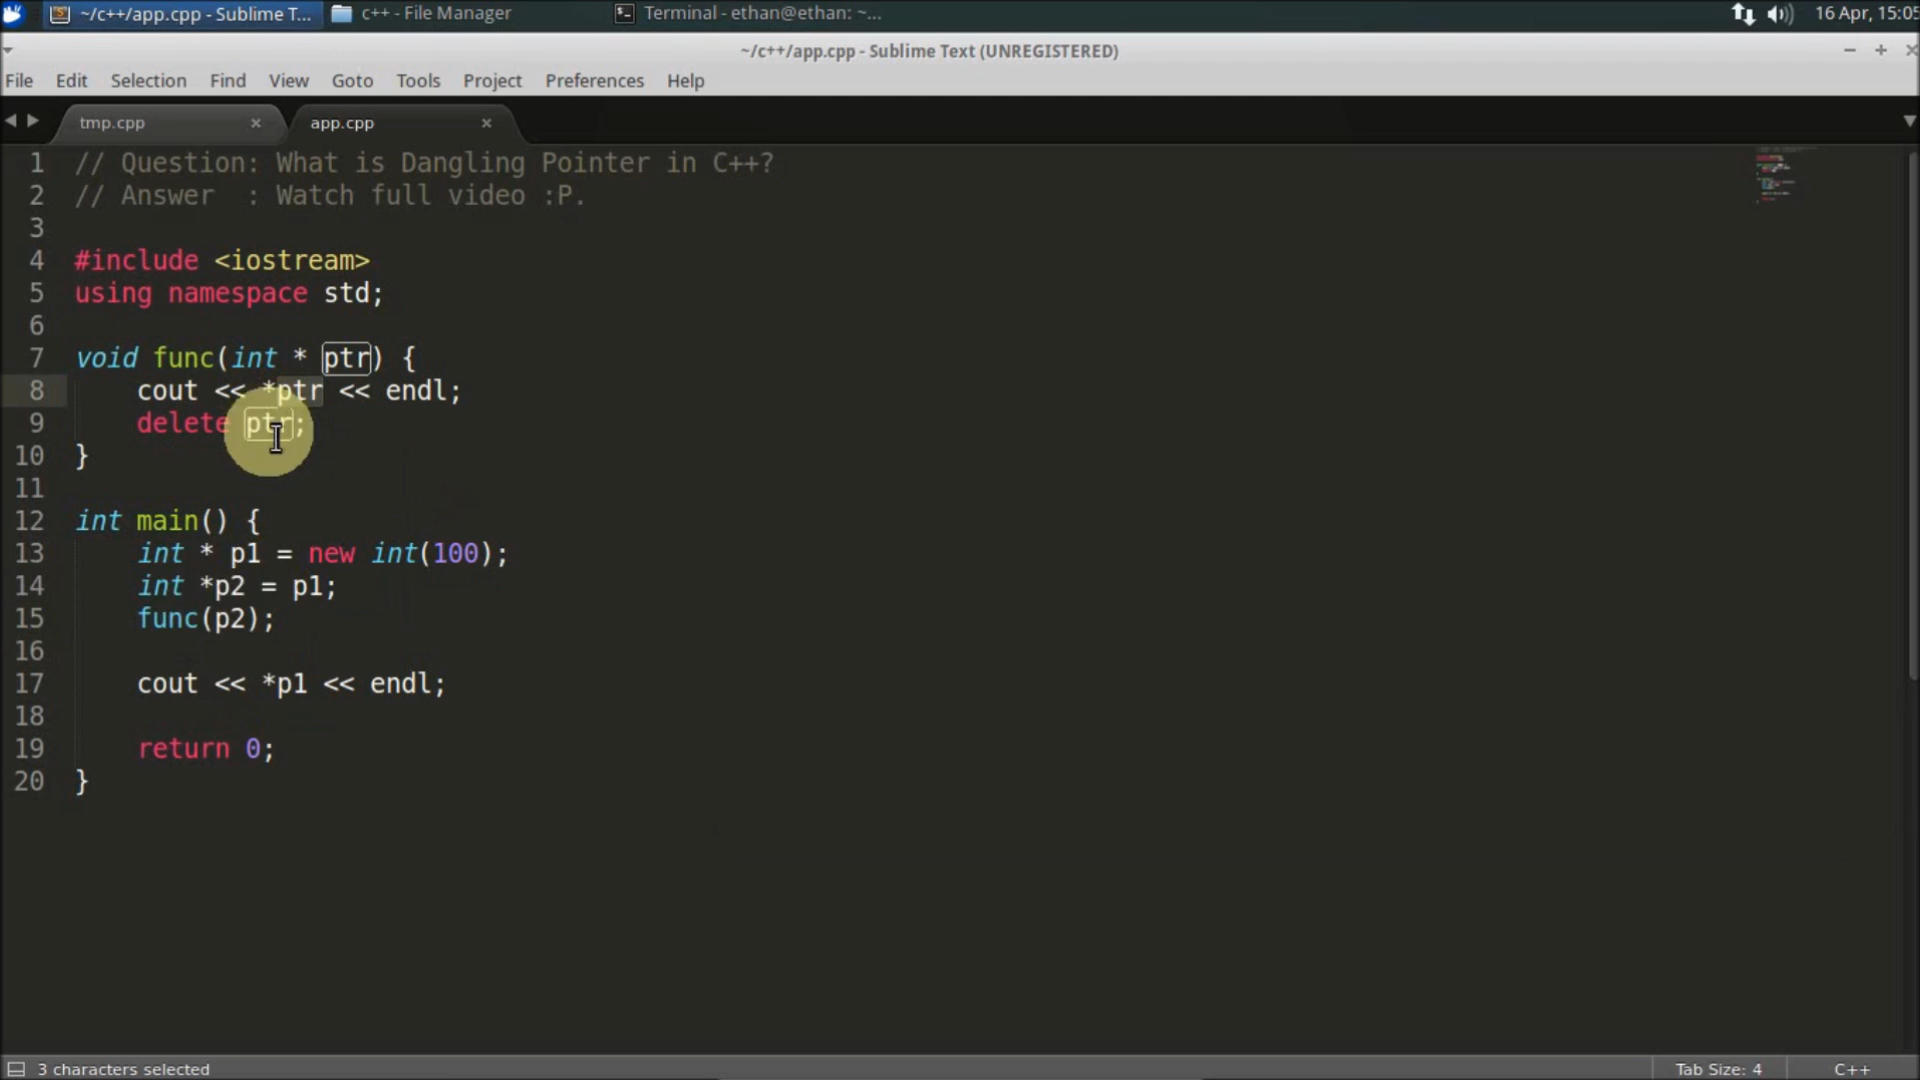 ~/c++/app.cpp - Sublime T... c++ - File Manager Terminal - ethan@ethan: ~... 16 Apr, 15:05
~/c++/app.cpp - Sublime Text (UNREGISTERED)
File Edit Selection Find View Goto Tools Project Preferences Help
tmp.cpp app.cpp
1 // Question: What is Dangling Pointer in C++?
2 // Answer  : Watch full video :P.
3
4 #include <iostream>
5 using namespace std;
6
7 void func(int * ptr) {
8     cout << *ptr << endl;
9     delete ptr;
10 }
11
12 int main() {
13     int * p1 = new int(100);
14     int *p2 = p1;
15     func(p2);
16
17     cout << *p1 << endl;
18
19     return 0;
20 }
3 characters selected Tab Size: 4 C++